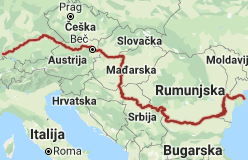 Prag
Češka
Slovačka
Beč
Austrija
Mađarska
Moldavij
Rumunjska
Hrvatska
Srbija
Italija
Roma
Bugarska